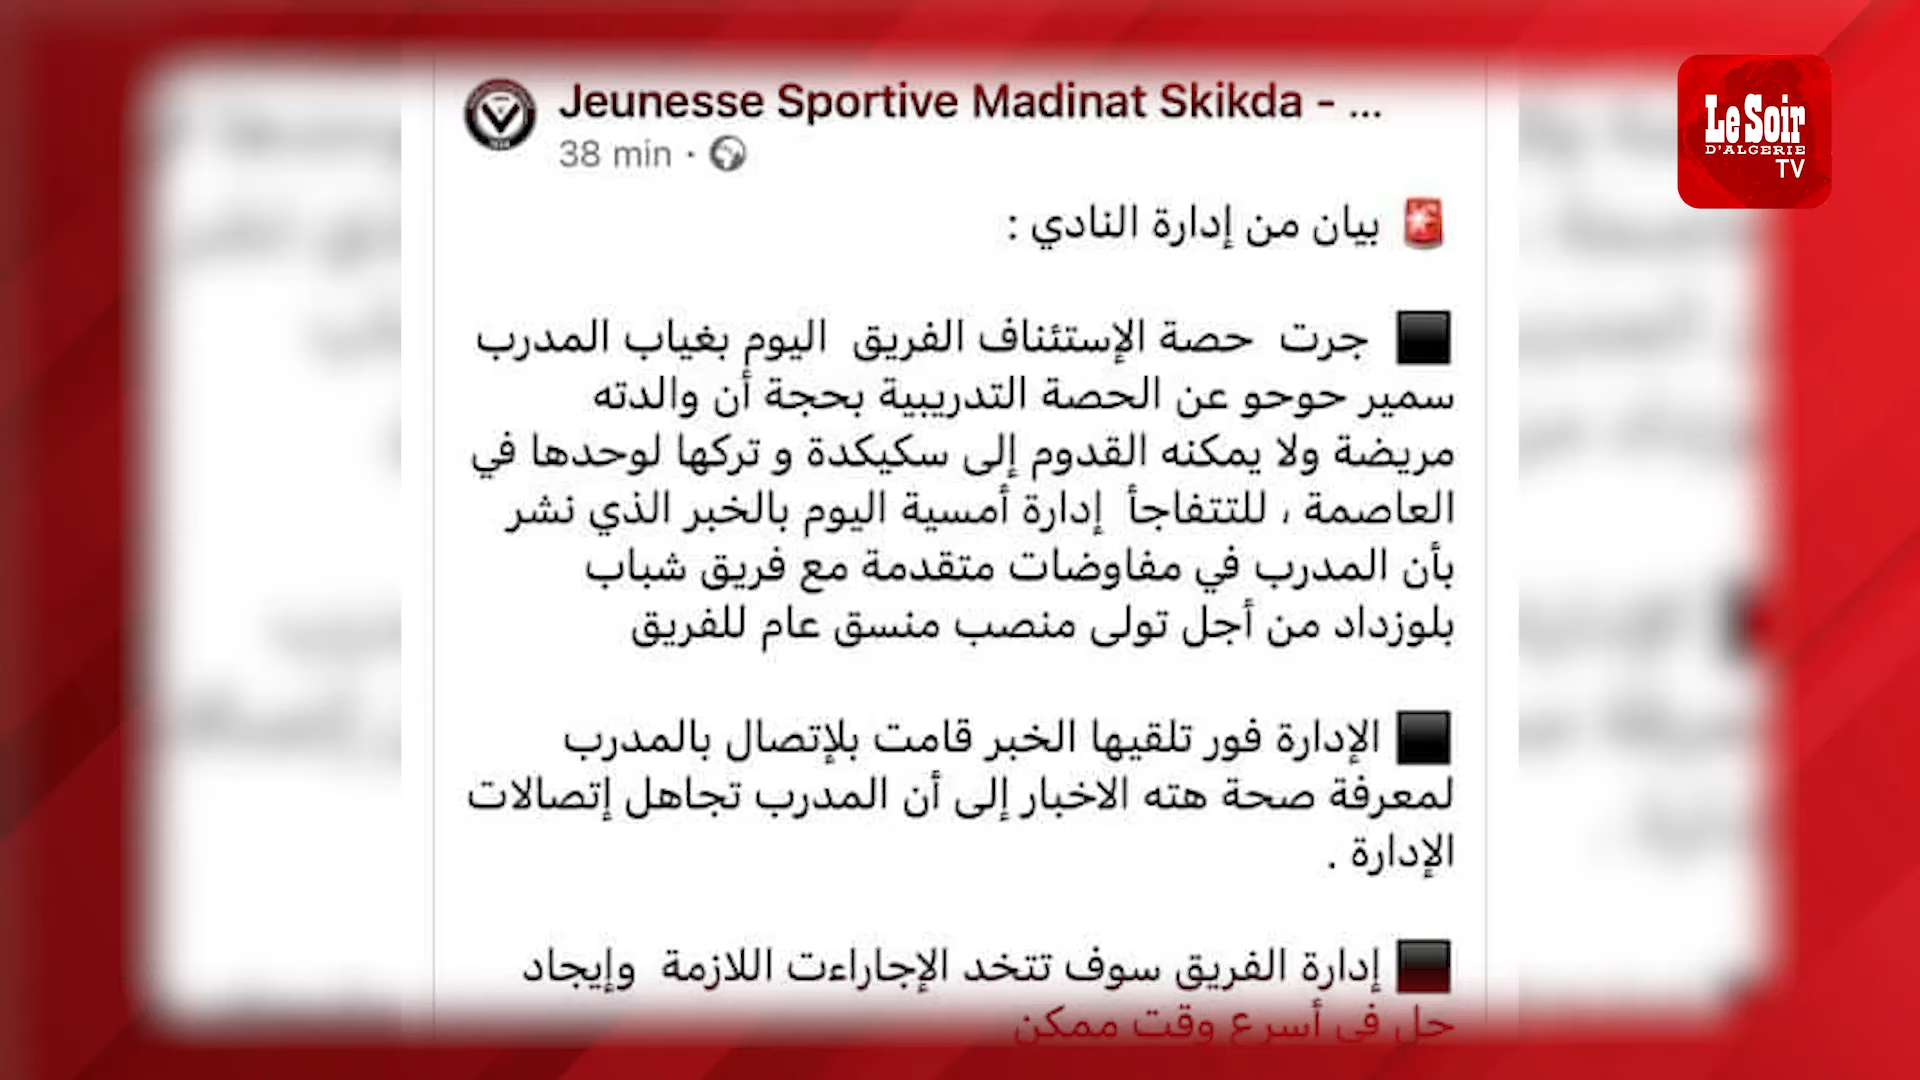 Jeunesse Sportive Madinat Skikda - ...
38 min ·
Le Soir
D'ALGERIE
TV
بيان من إدارة النادي :
جرت حصة الإستئناف الفريق اليوم بغياب المدرب
سمير حوحو عن الحصة التدريبية بحجة أن والدته
مريضة ولا يمكنه القدوم إلى سكيكدة و تركها لوحدها في
العاصمة ، للتتفاجأ إدارة أمسية اليوم بالخبر الذي نشر
بأن المدرب في مفاوضات متقدمة مع فريق شباب
بلوزداد من أجل تولى منصب منسق عام للفريق
الإدارة فور تلقيها الخبر قامت بلإتصال بالمدرب
لمعرفة صحة هته الاخبار إلى أن المدرب تجاهل إتصالات
الإدارة .
إدارة الفريق سوف تتخد الإجاراءت اللازمة وإيجاد
حل في أسرع وقت ممكن